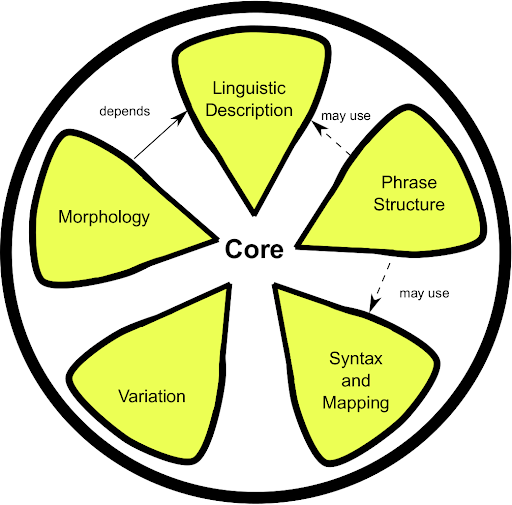 Linguistic
Description
depends
may use
Phrase
Structure
Morphology
Core
may use
Syntax
and
Mapping
Variation